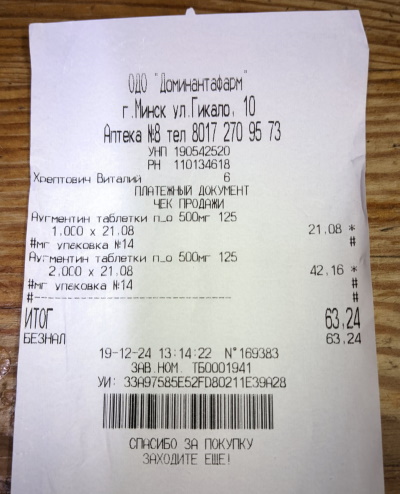 ОДО "Доминантафарм"
г.Минск ул.Гикало, 10
Аптека №8 тел 8017 270 95 73
УНП 190542520
РН 110134618
Хрептович Виталий 6
ПЛАТЕЖНЫЙ ДОКУМЕНТ
ЧЕК ПРОДАЖИ
Аугментин таблетки п_о 500мг 125
1.000 x 21.08 21.08 *
#мг упаковка №14 #
Аугментин таблетки п_о 500мг 125
2.000 x 21.08 42.16 *
#мг упаковка №14 #
#------------------------------ #
ИТОГ 63.24
БЕЗНАЛ 63.24
19-12-24 13:14:22 N°169383
ЗАВ.НОМ. ТБ0001941
УИ: 33A97585E52FD80211E39A28
СПАСИБО ЗА ПОКУПКУ
ЗАХОДИТЕ ЕЩЕ!